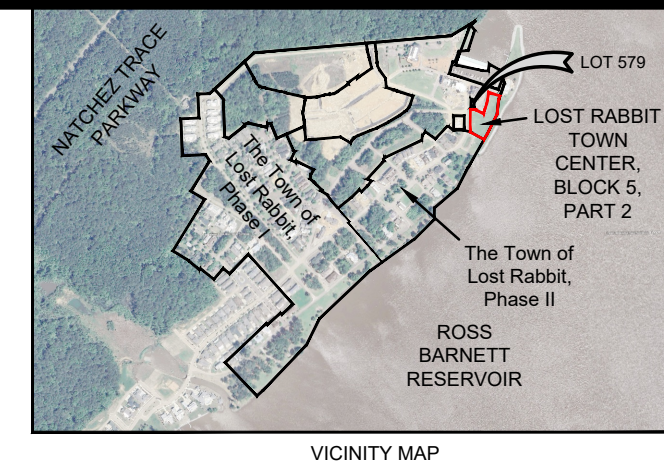 NATCHEZ TRACE
PARKWAY
LOT 579
LOST RABBIT
TOWN
CENTER,
BLOCK 5,
PART 2
The Town of
Lost Rabbit,
Phase I
The Town of
Lost Rabbit,
Phase II
ROSS
BARNETT
RESERVOIR
VICINITY MAP